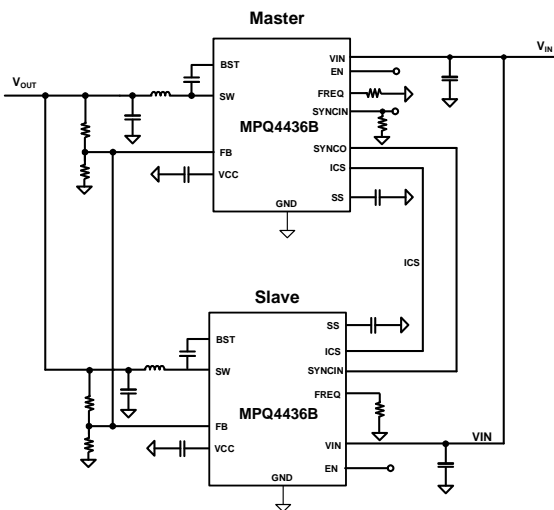 Master
VIN
BST
EN
VOUT
FREQ
SW
SYNCIN
MPQ4436B
SYNCO
FB
ICS
VCC
SS
GND
VIN
ICS
Slave
SS
BST
ICS
SW
SYNCIN
FREQ
MPQ4436B
FB
VIN
VIN
VCC
EN
GND